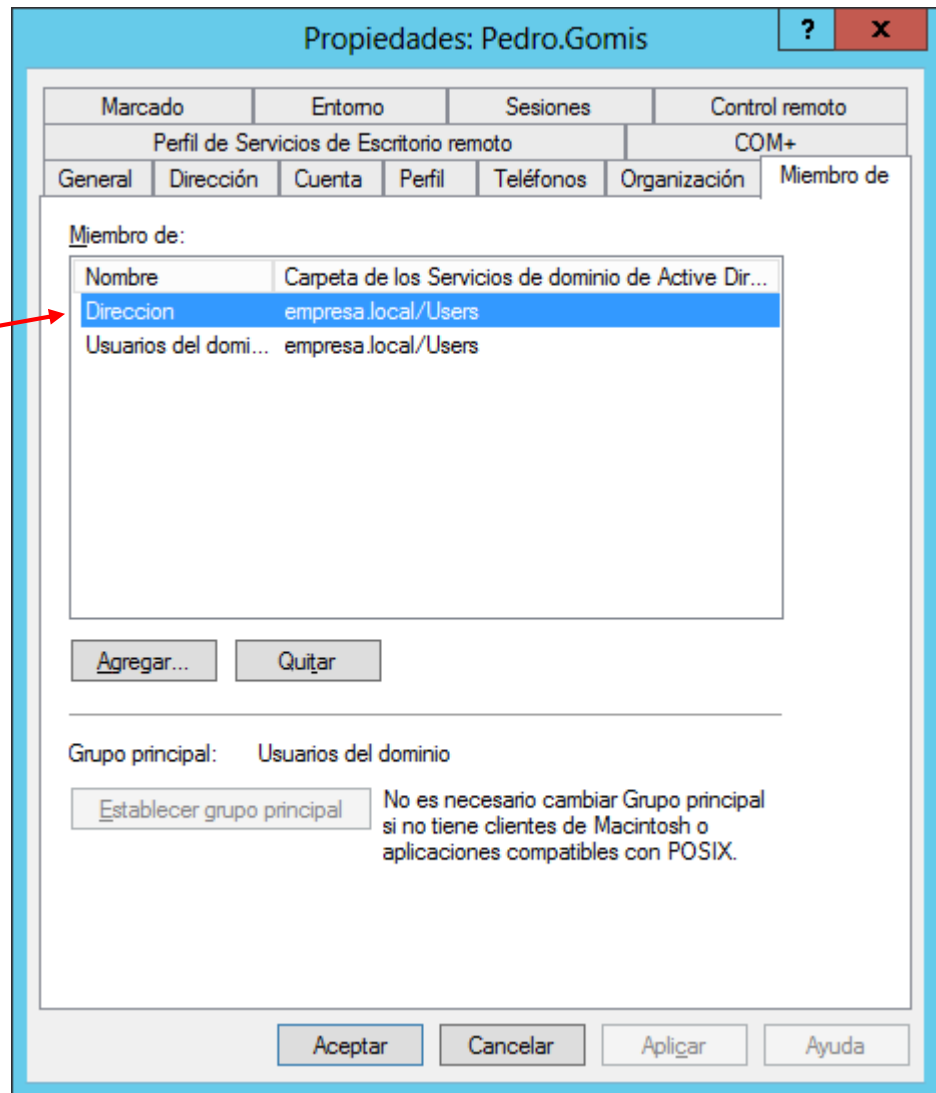 Propiedades: Pedro.Gomis ? x
Marcado Entorno Sesiones Control remoto
Perfil de Servicios de Escritorio remoto COM+
General Dirección Cuenta Perfil Teléfonos Organización Miembro de
Miembro de:
Nombre Carpeta de los Servicios de dominio de Active Dir...
Direccion empresa.local/Users
Usuarios del domi... empresa.local/Users
Agregar... Quitar
Grupo principal: Usuarios del dominio
Establecer grupo principal
No es necesario cambiar Grupo principal
si no tiene clientes de Macintosh o
aplicaciones compatibles con POSIX.
Aceptar Cancelar Aplicar Ayuda